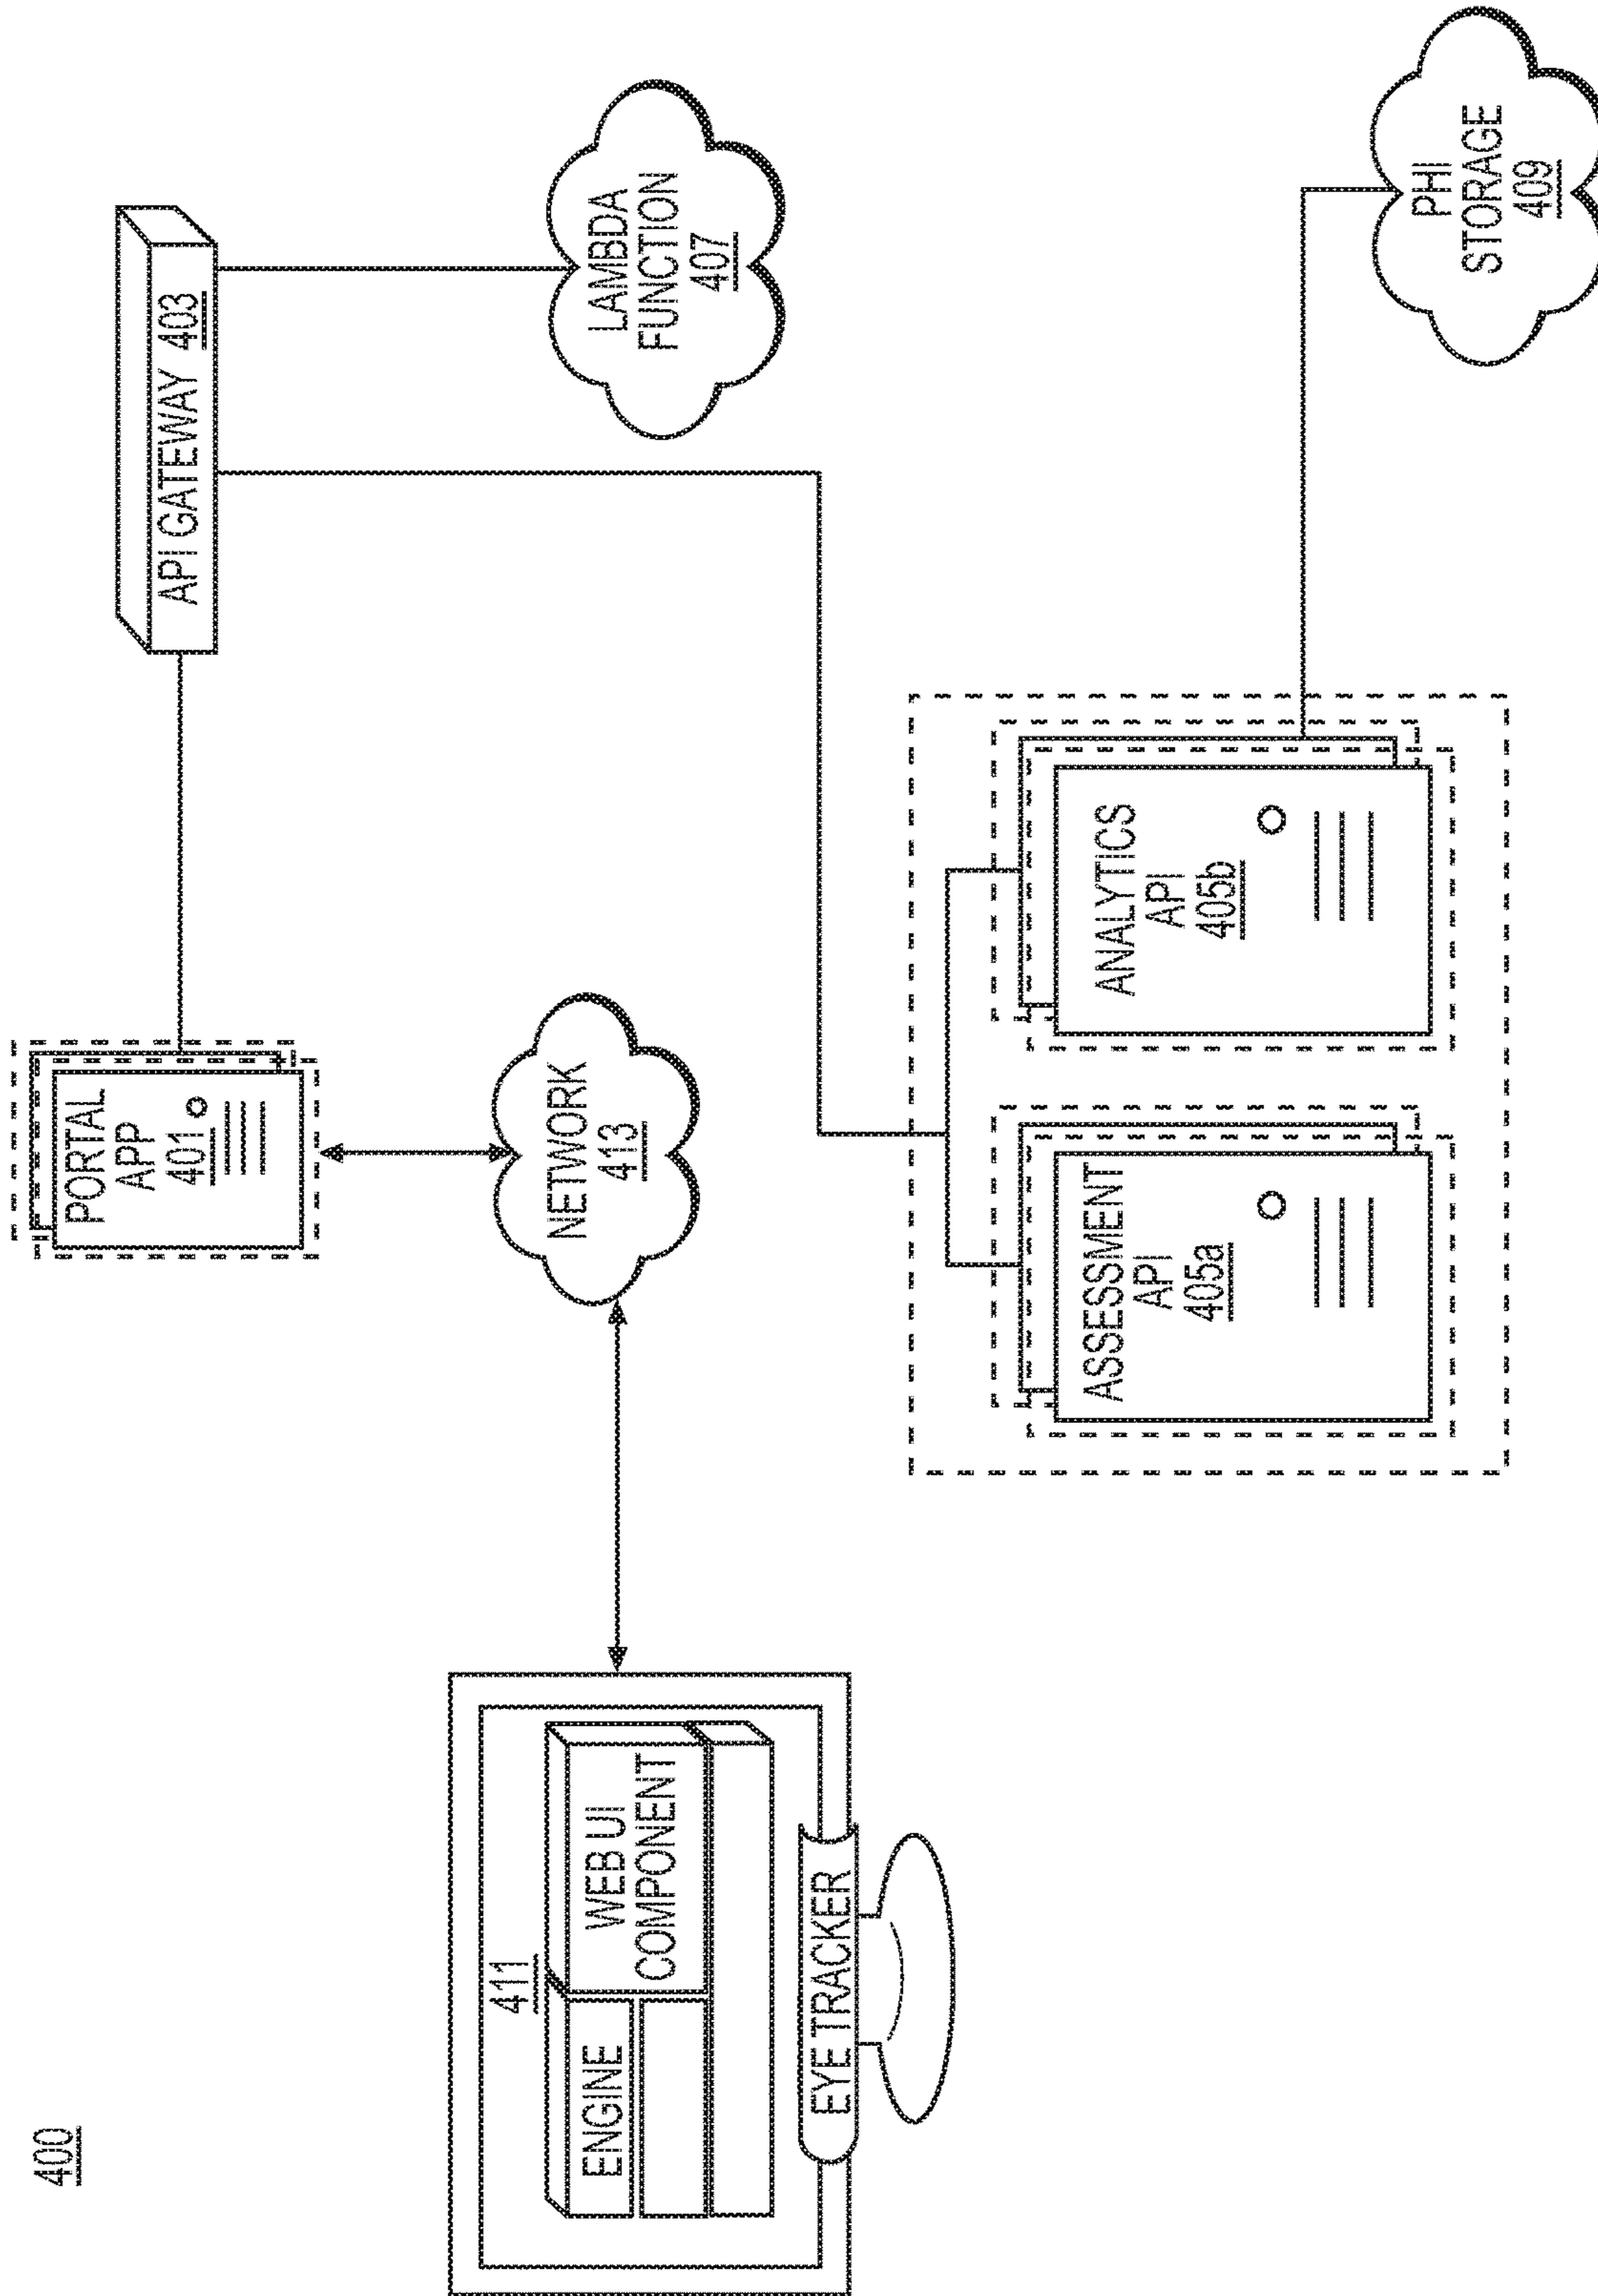 400
PORTAL
APP
401
API GATEWAY 403
411
ENGINE
WEB UI
COMPONENT
EYE TRACKER
NETWORK
413
LAMBDA
FUNCTION
407
ASSESSMENT
API
405a
ANALYTICS
API
405b
PHI
STORAGE
409